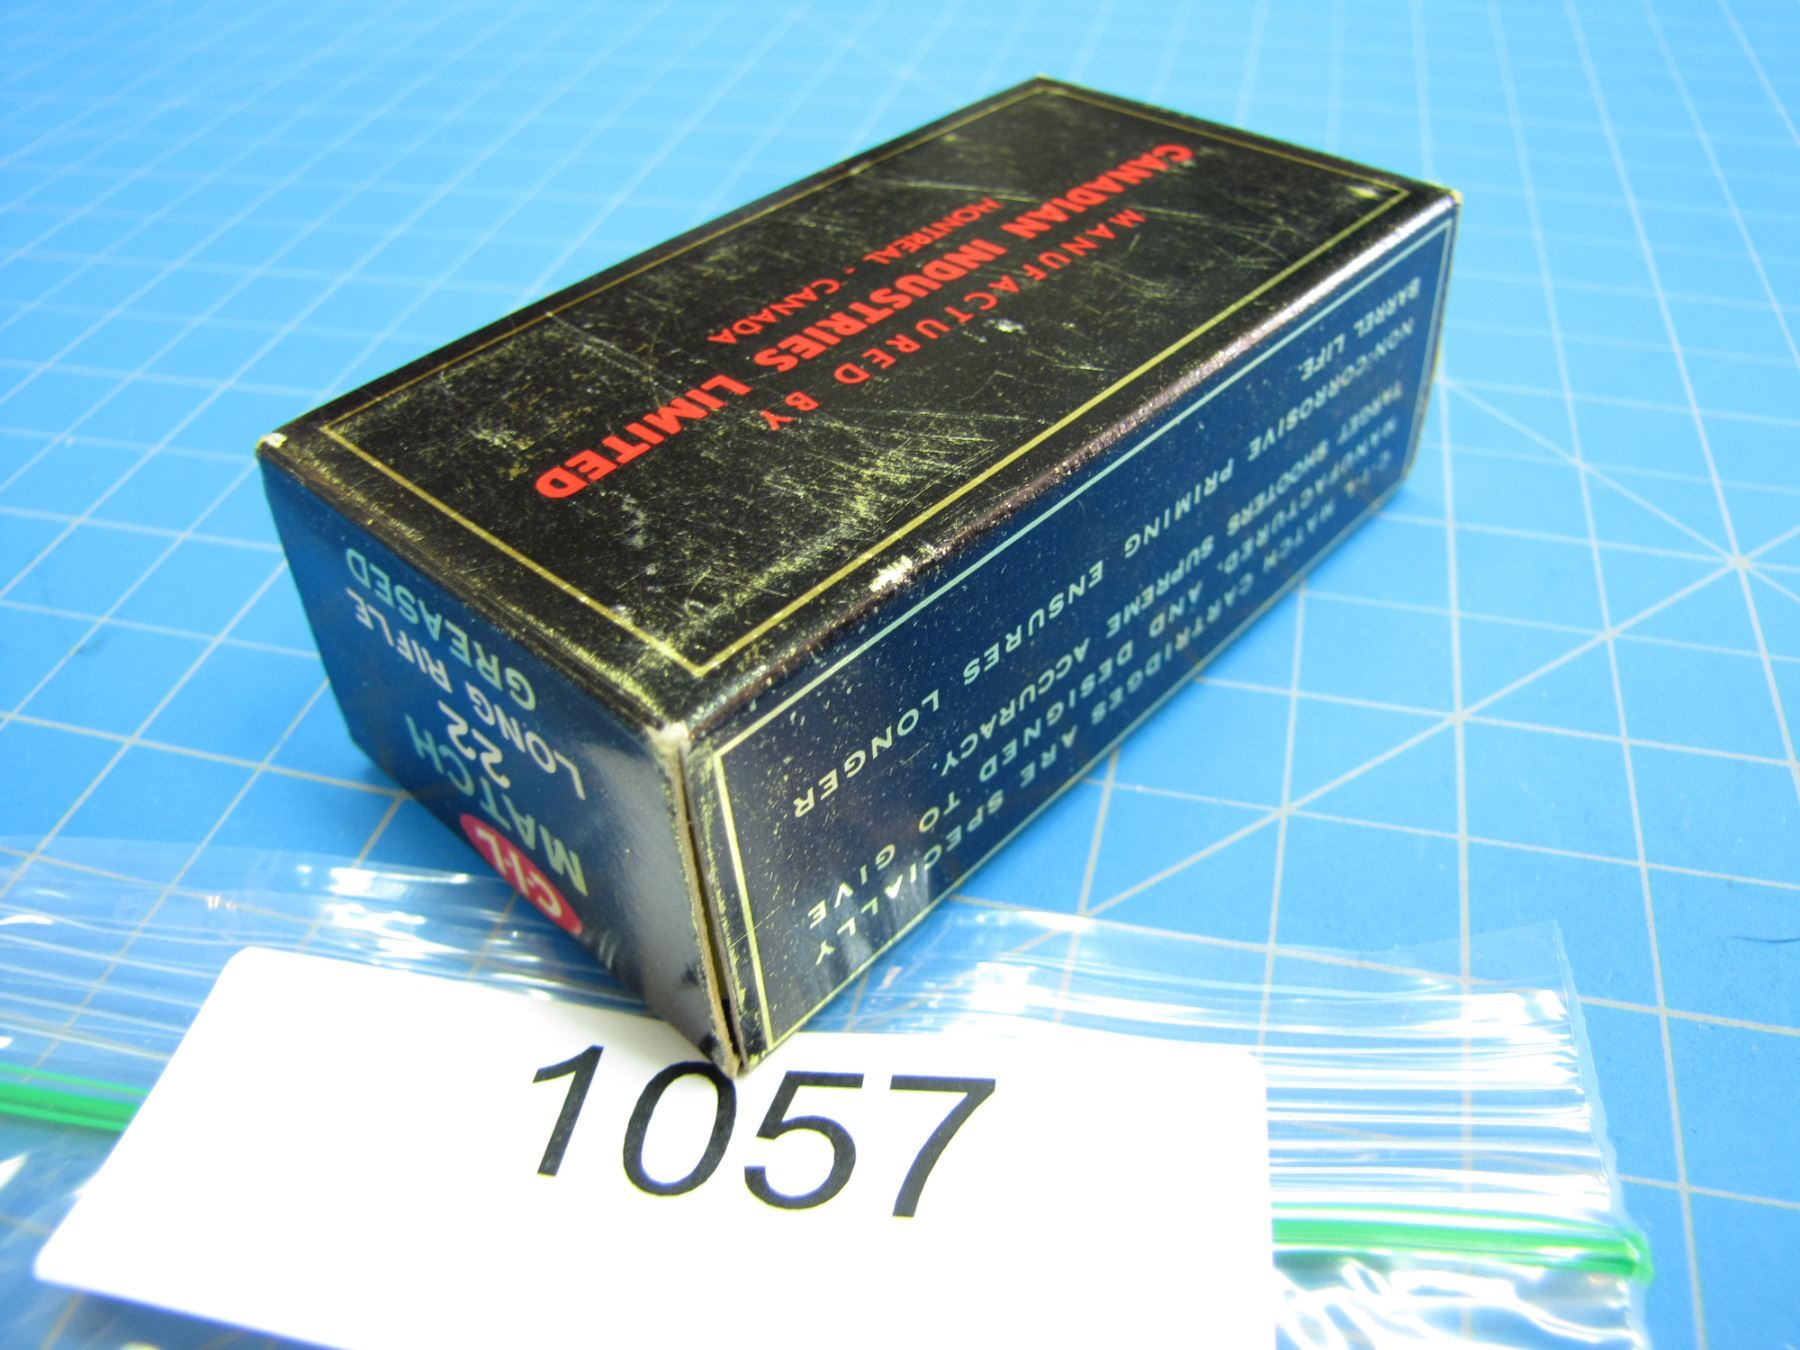 MANUFACTURED BY
CANADIAN INDUSTRIES LIMITED
MONTREAL - CANADA
C-I-L
MATCH
22
LONG RIFLE
GREASED
C-I-L MATCH CARTRIDGES ARE SPECIALLY
MANUFACTURED, AND DESIGNED TO GIVE
TARGET SHOOTERS SUPREME ACCURACY.
NON-CORROSIVE PRIMING ENSURES LONGER
BARREL LIFE.
1057